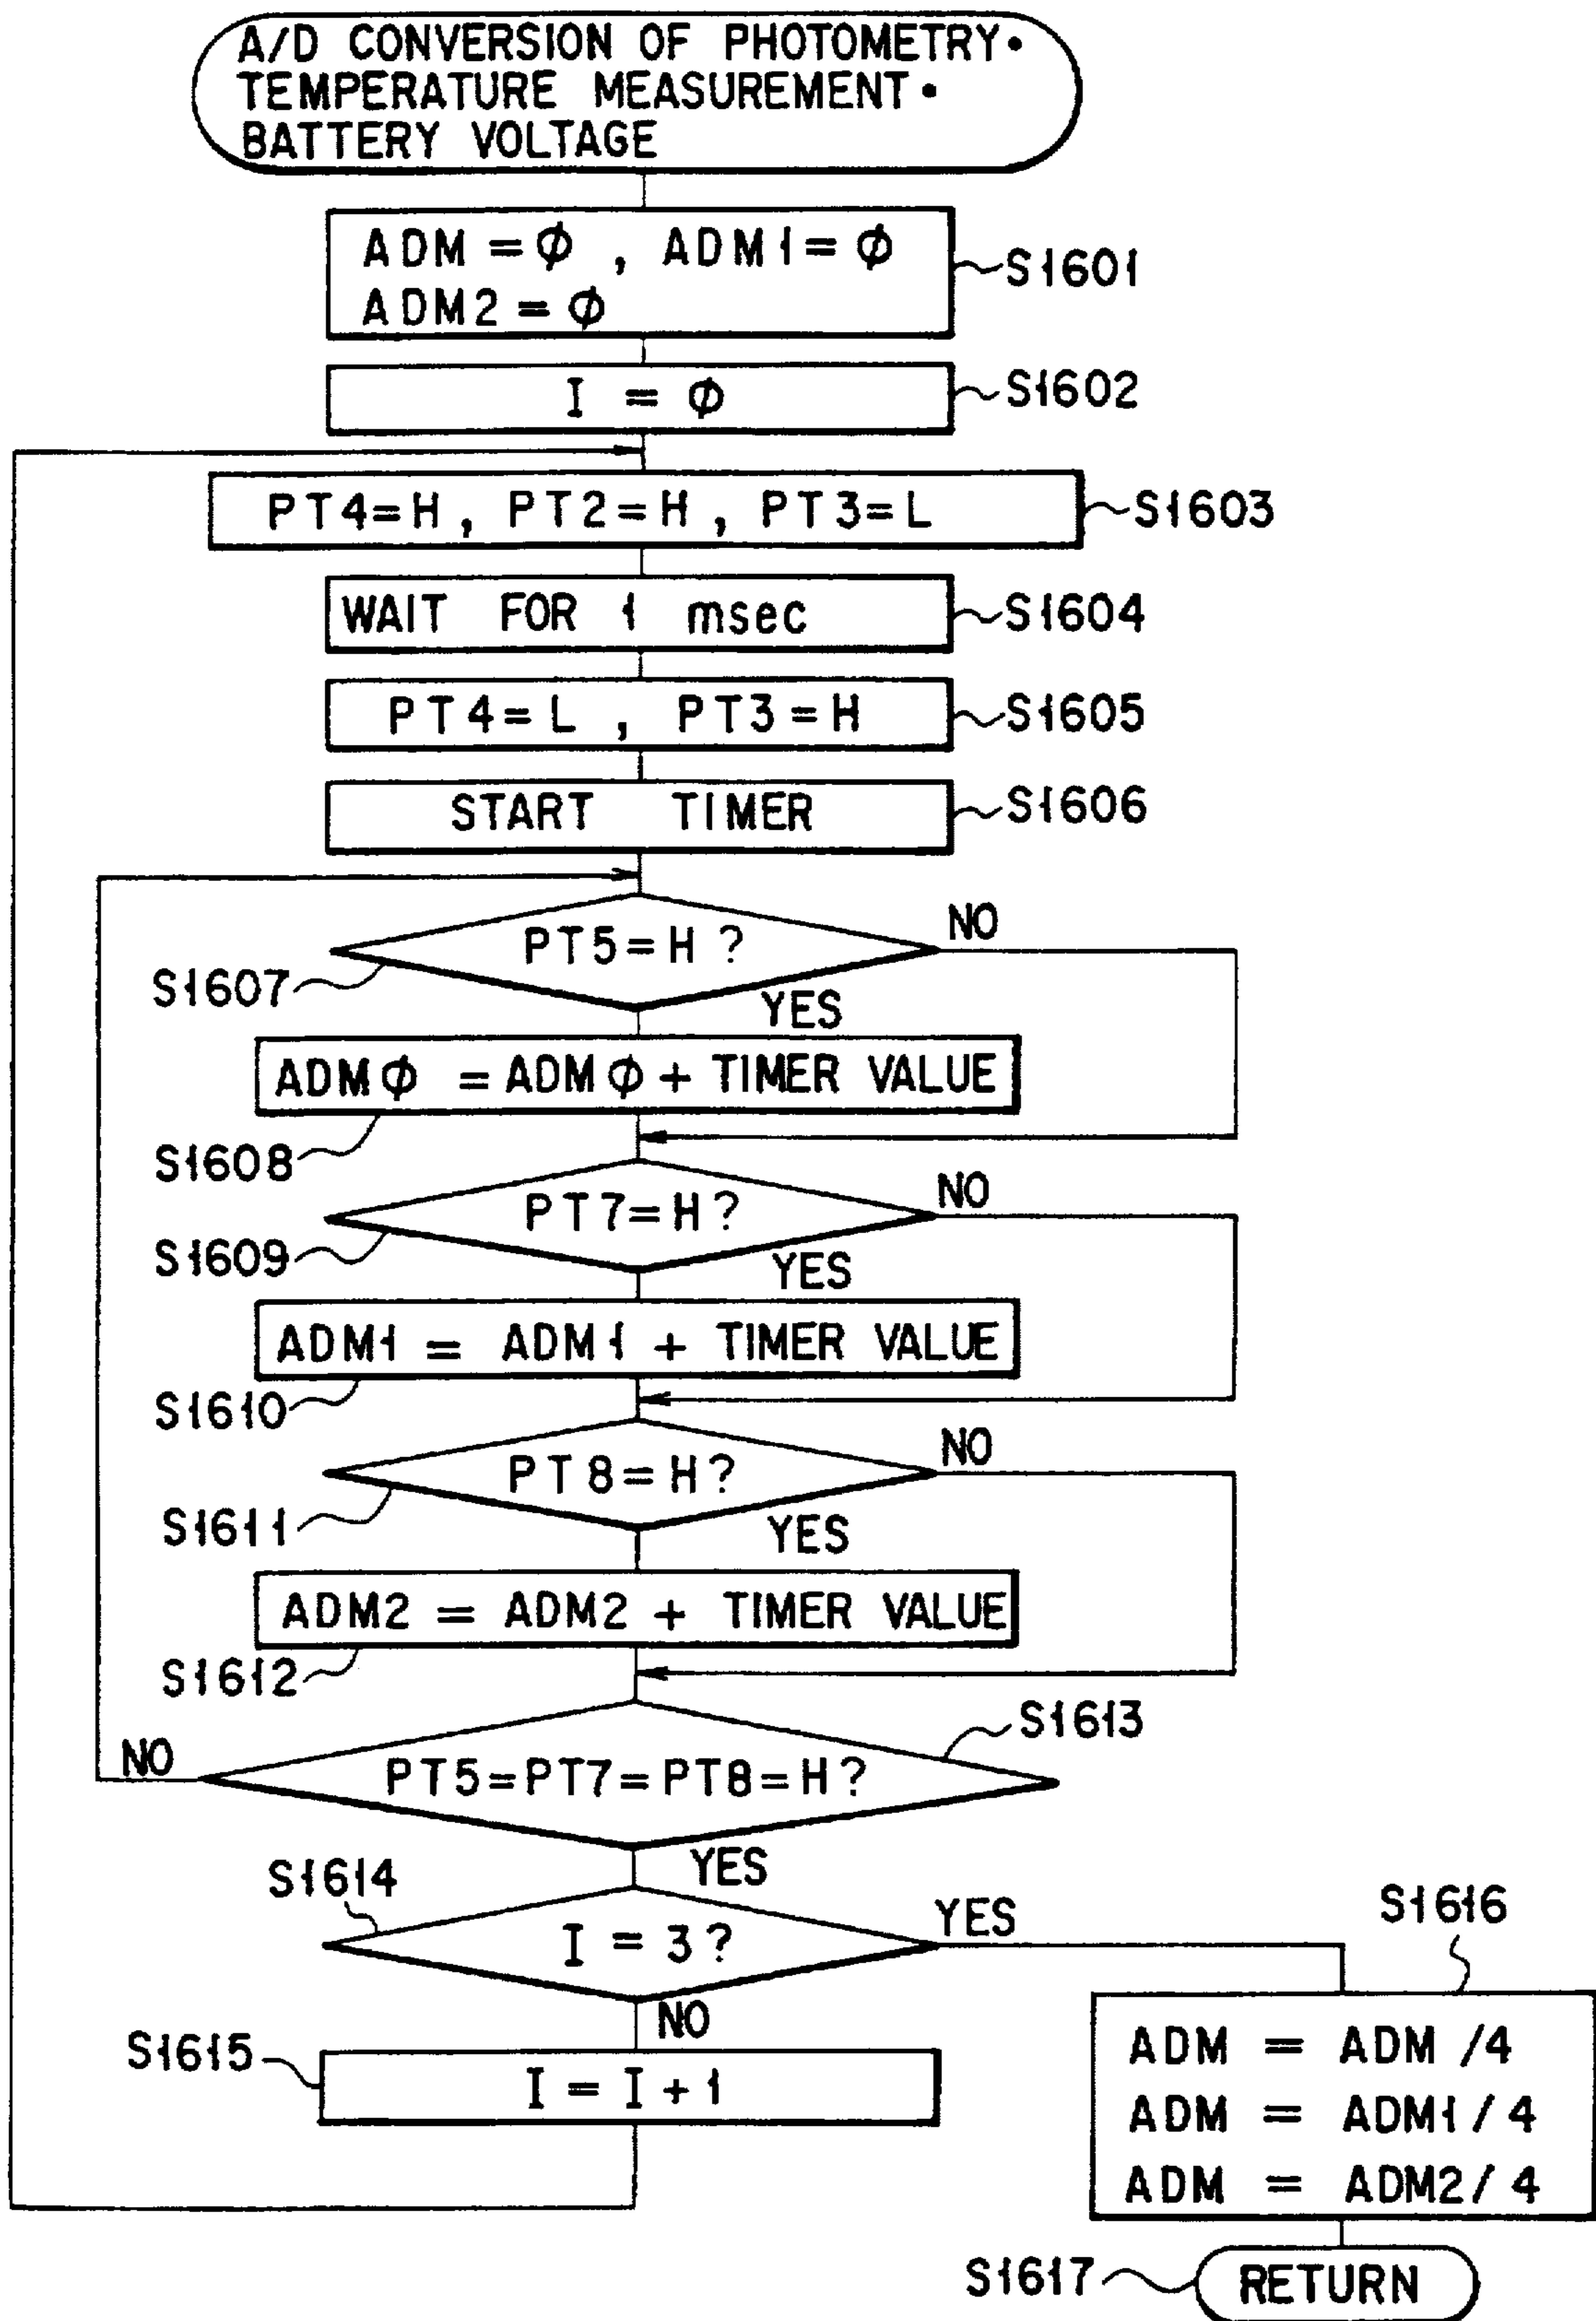 A/D CONVERSION OF PHOTOMETRY•
TEMPERATURE MEASUREMENT•
BATTERY VOLTAGE
ADM = Φ , ADM1 = Φ
ADM2 = Φ
S1601
I = Φ
S1602
PT4=H, PT2=H, PT3=L
S1603
WAIT FOR 1 msec
S1604
PT4=L , PT3=H
S1605
START TIMER
S1606
PT5=H ?
NO
S1607
YES
ADMΦ = ADMΦ + TIMER VALUE
S1608
PT7=H?
NO
S1609
YES
ADM1 = ADM1 + TIMER VALUE
S1610
PT8=H?
NO
S1611
YES
ADM2 = ADM2 + TIMER VALUE
S1612
S1613
NO
PT5=PT7=PT8=H?
YES
S1614
I = 3?
YES
S1616
NO
S1615
I = I + 1
ADM = ADM /4
ADM = ADM1/4
ADM = ADM2/4
S1617
RETURN